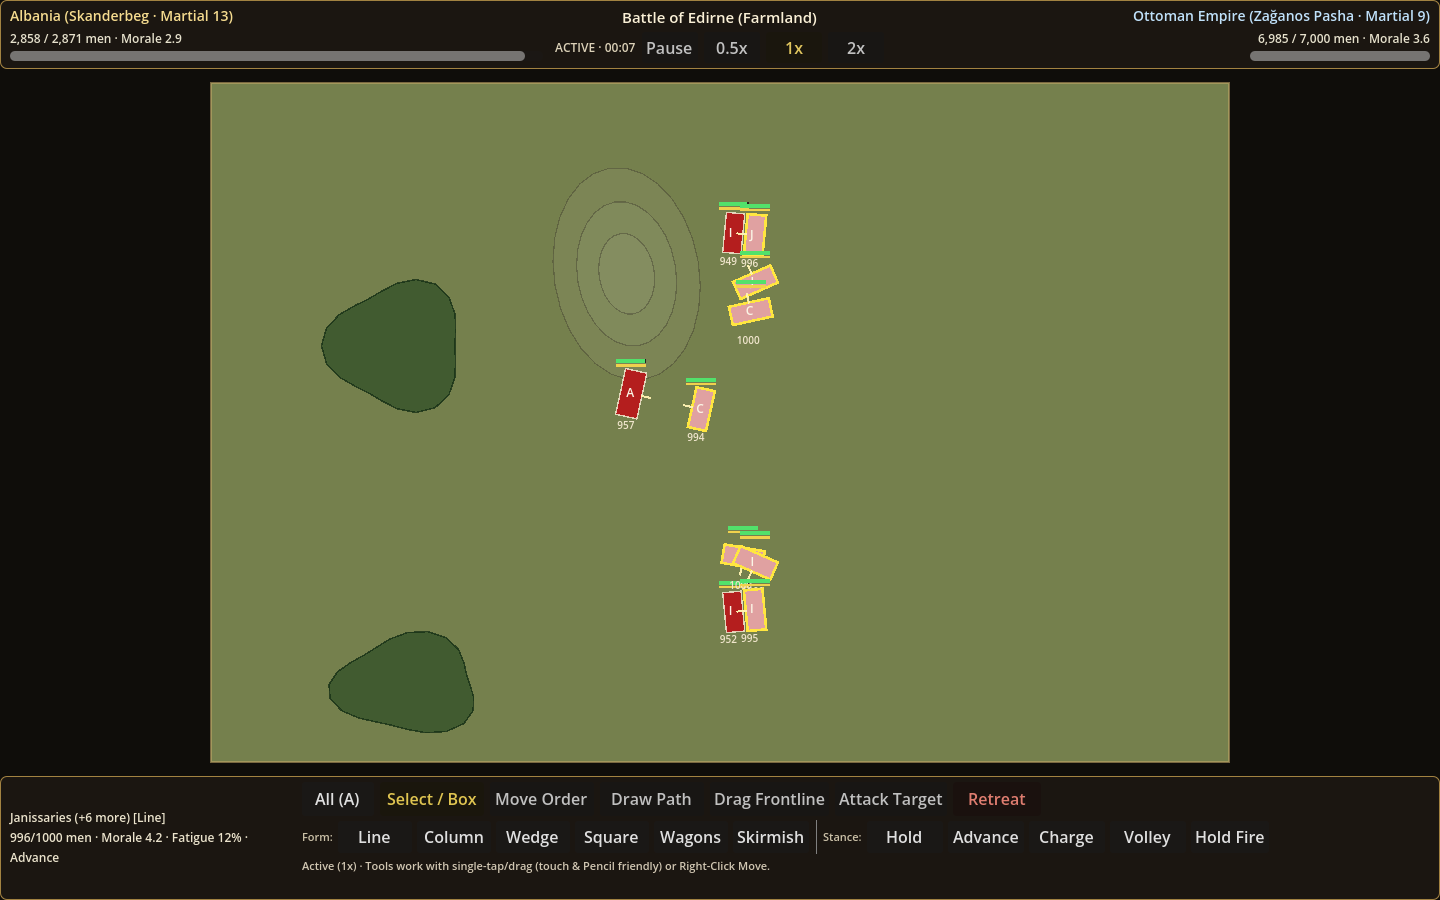 Albania (Skanderbeg · Martial 13)
2,858 / 2,871 men · Morale 2.9
Battle of Edirne (Farmland)
ACTIVE · 00:07
Pause
0.5x
1x
2x
Ottoman Empire (Zağanos Pasha · Martial 9)
6,985 / 7,000 men · Morale 3.6
I
J
949
996
C
1000
A
957
C
994
I
I
I
952
995
Janissaries (+6 more) [Line]
996/1000 men · Morale 4.2 · Fatigue 12% ·
Advance
All (A)
Select / Box
Move Order
Draw Path
Drag Frontline
Attack Target
Retreat
Form:
Line
Column
Wedge
Square
Wagons
Skirmish
Stance:
Hold
Advance
Charge
Volley
Hold Fire
Active (1x) · Tools work with single-tap/drag (touch & Pencil friendly) or Right-Click Move.